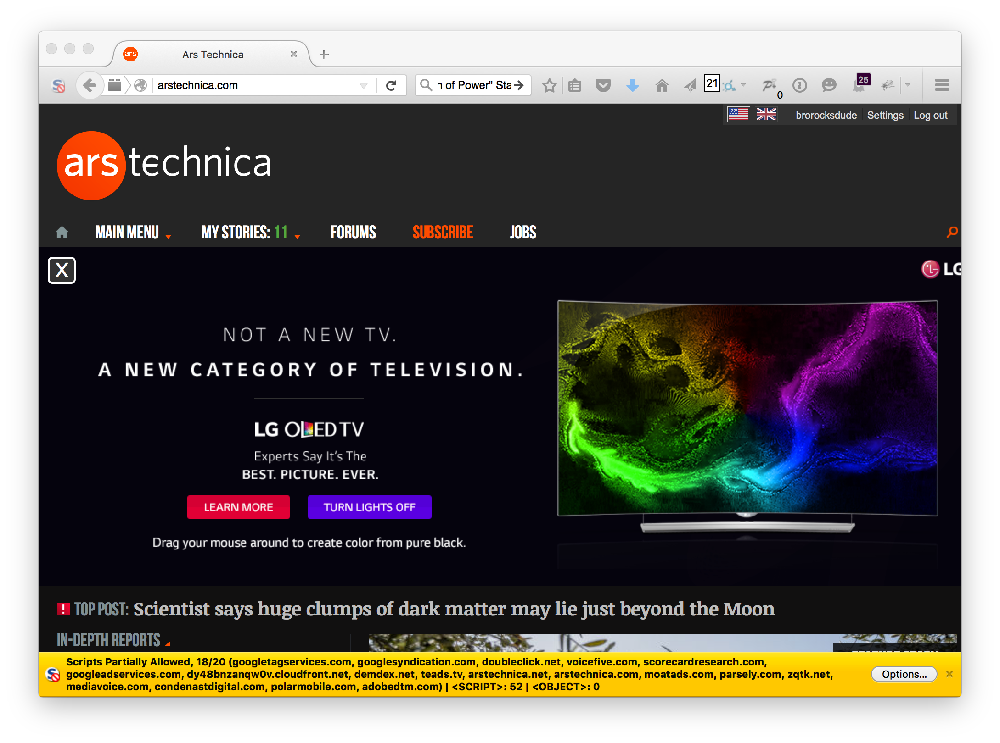 ars
Ars Technica
arstechnica.com
n of Power" Sta
21
0
25
brorocksdude
Settings
Log out
ars technica
MAIN MENU
MY STORIES: 11
FORUMS
SUBSCRIBE
JOBS
X
LG
NOT A NEW TV.
A NEW CATEGORY OF TELEVISION.
LG OLED TV
Experts Say It's The
BEST. PICTURE. EVER.
LEARN MORE
TURN LIGHTS OFF
Drag your mouse around to create color from pure black.
! TOP POST: Scientist says huge clumps of dark matter may lie just beyond the Moon
IN-DEPTH REPORTS
FEATURE STORY
Scripts Partially Allowed, 18/20 (googletagservices.com, googlesyndication.com, doubleclick.net, voicefive.com, scorecardresearch.com,
googleadservices.com, dy48bnzanqw0v.cloudfront.net, demdex.net, teads.tv, arstechnica.net, arstechnica.com, moatads.com, parsely.com, zqtk.net,
mediavoice.com, condenastdigital.com, polarmobile.com, adobedtm.com) | <SCRIPT>: 52 | <OBJECT>: 0
Options...